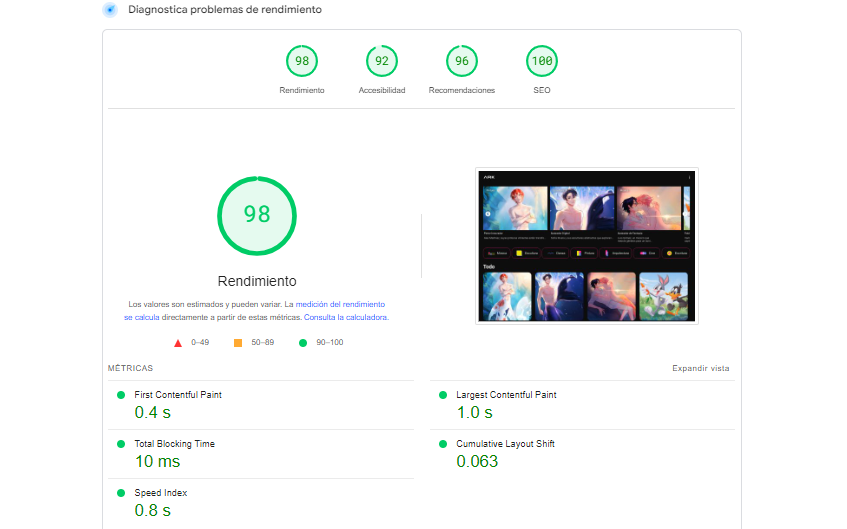 Diagnostica problemas de rendimiento
98
92
96
100
Rendimiento
Accesibilidad
Recomendaciones
SEO
98
Rendimiento
Los valores son estimados y pueden variar. La medición del rendimiento
se calcula directamente a partir de estas métricas. Consulta la calculadora.
0–49
50–89
90–100
Todo
MÉTRICAS
Expandir vista
First Contentful Paint
0.4 s
Largest Contentful Paint
1.0 s
Total Blocking Time
10 ms
Cumulative Layout Shift
0.063
Speed Index
0.8 s